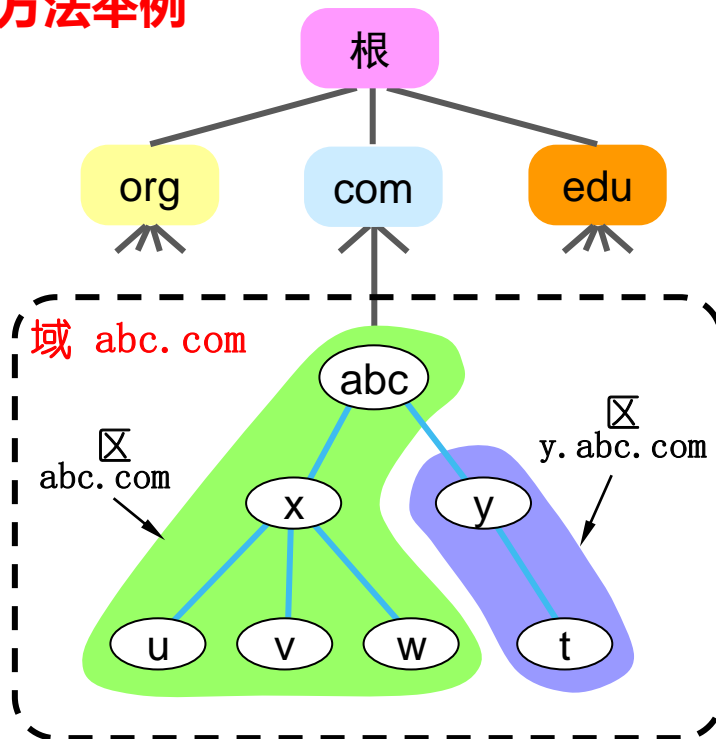 方法举例
根
org
com
edu
域 abc.com
abc
区
abc.com
区
y.abc.com
x
y
u
v
w
t